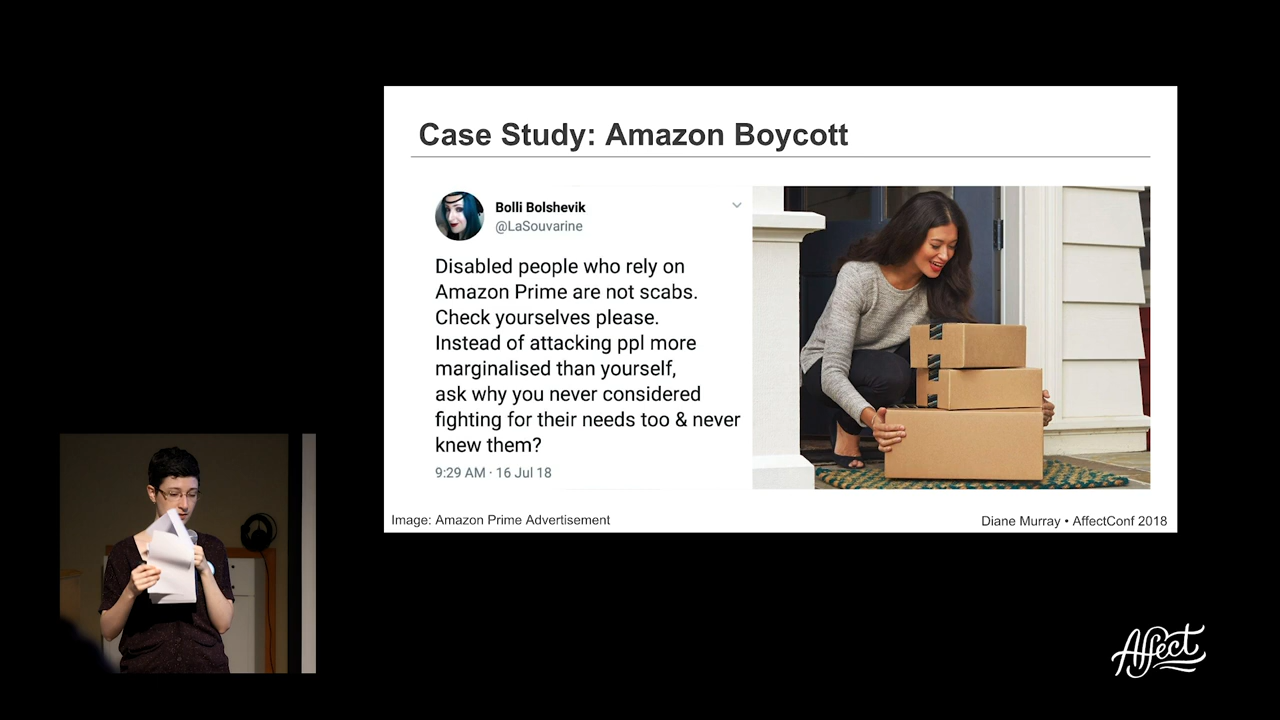 Case Study: Amazon Boycott
Bolli Bolshevik
@LaSouvarine
Disabled people who rely on
Amazon Prime are not scabs.
Check yourselves please.
Instead of attacking ppl more
marginalised than yourself,
ask why you never considered
fighting for their needs too & never
knew them?
9:29 AM · 16 Jul 18
Image: Amazon Prime Advertisement
Diane Murray • AffectConf 2018
Affect